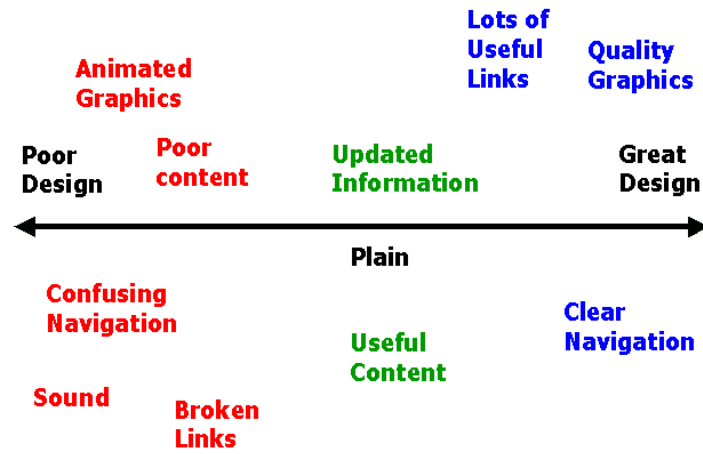 Lots of
Useful
Links
Quality
Graphics
Animated
Graphics
Poor
Design
Poor
content
Updated
Information
Great
Design
Plain
Confusing
Navigation
Clear
Navigation
Useful
Content
Sound
Broken
Links